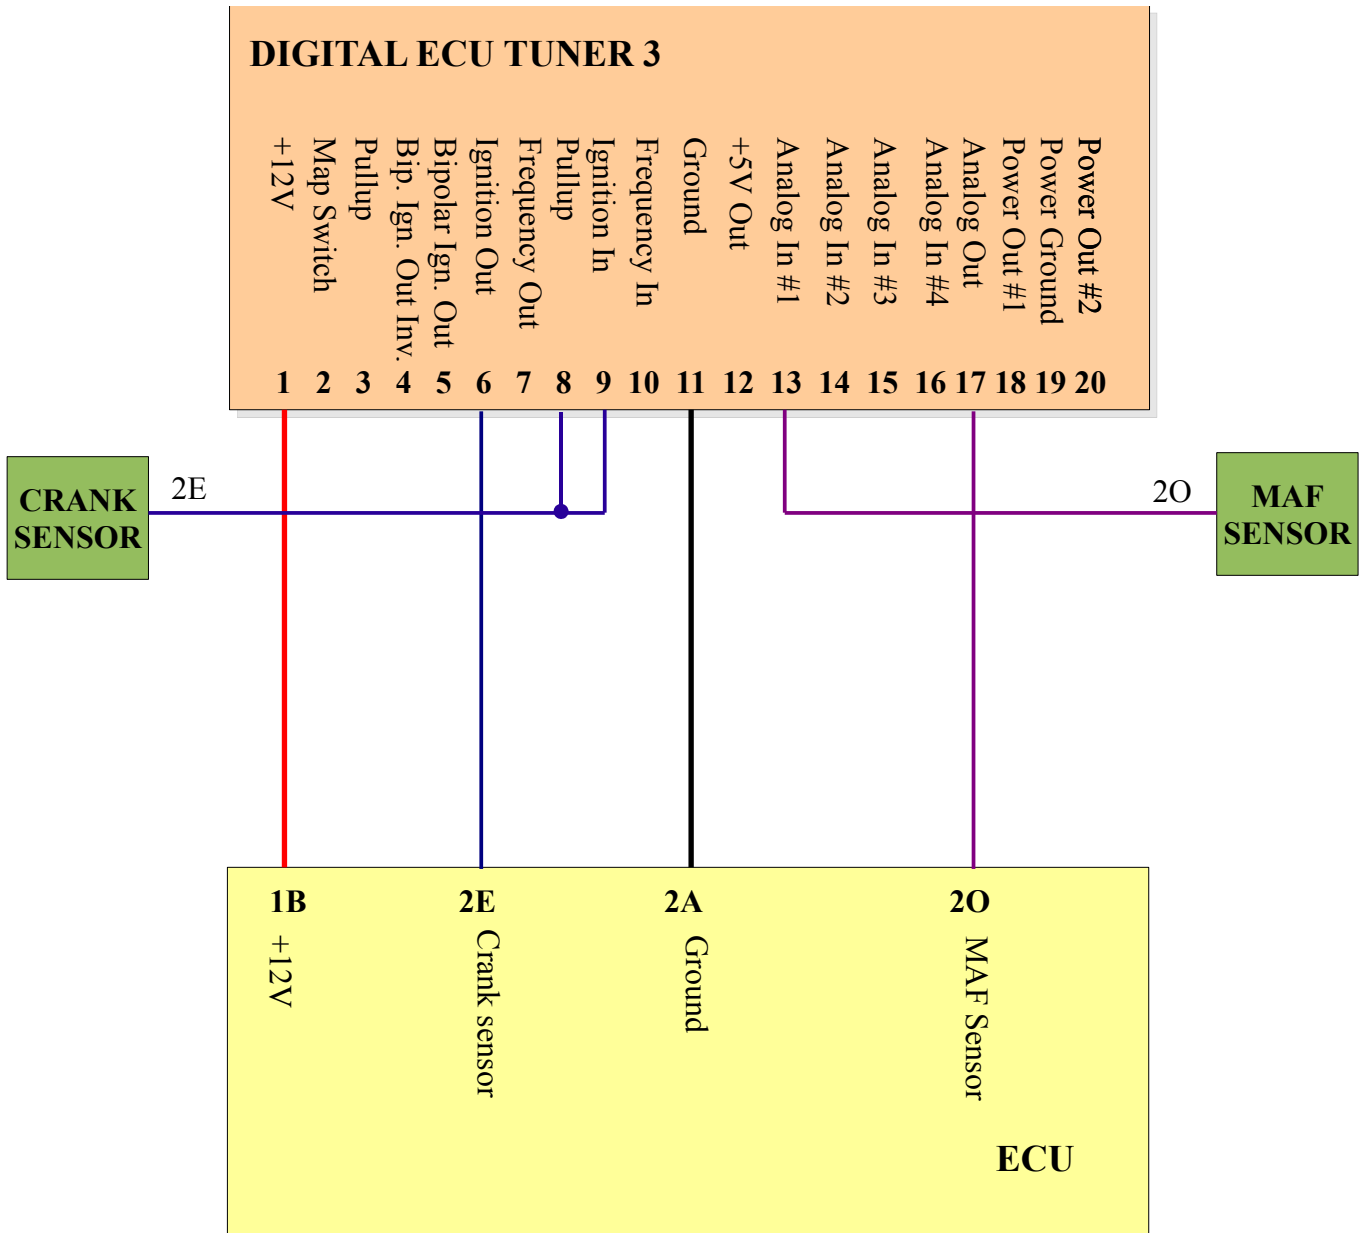 DIGITAL ECU TUNER 3
+12V
Map Switch
Pullup
Bip. Ign. Out Inv.
Bipolar Ign. Out
Ignition Out
Frequency Out
Pullup
Ignition In
Frequency In
Ground
+5V Out
Analog In #1
Analog In #2
Analog In #3
Analog In #4
Analog Out
Power Out #1
Power Ground
Power Out #2
1 2 3 4 5 6 7 8 9 10 11 12 13 14 15 16 17 18 19 20
CRANK
SENSOR
2E
2O
MAF
SENSOR
1B 2E 2A 2O
+12V
Crank sensor
Ground
MAF Sensor
ECU